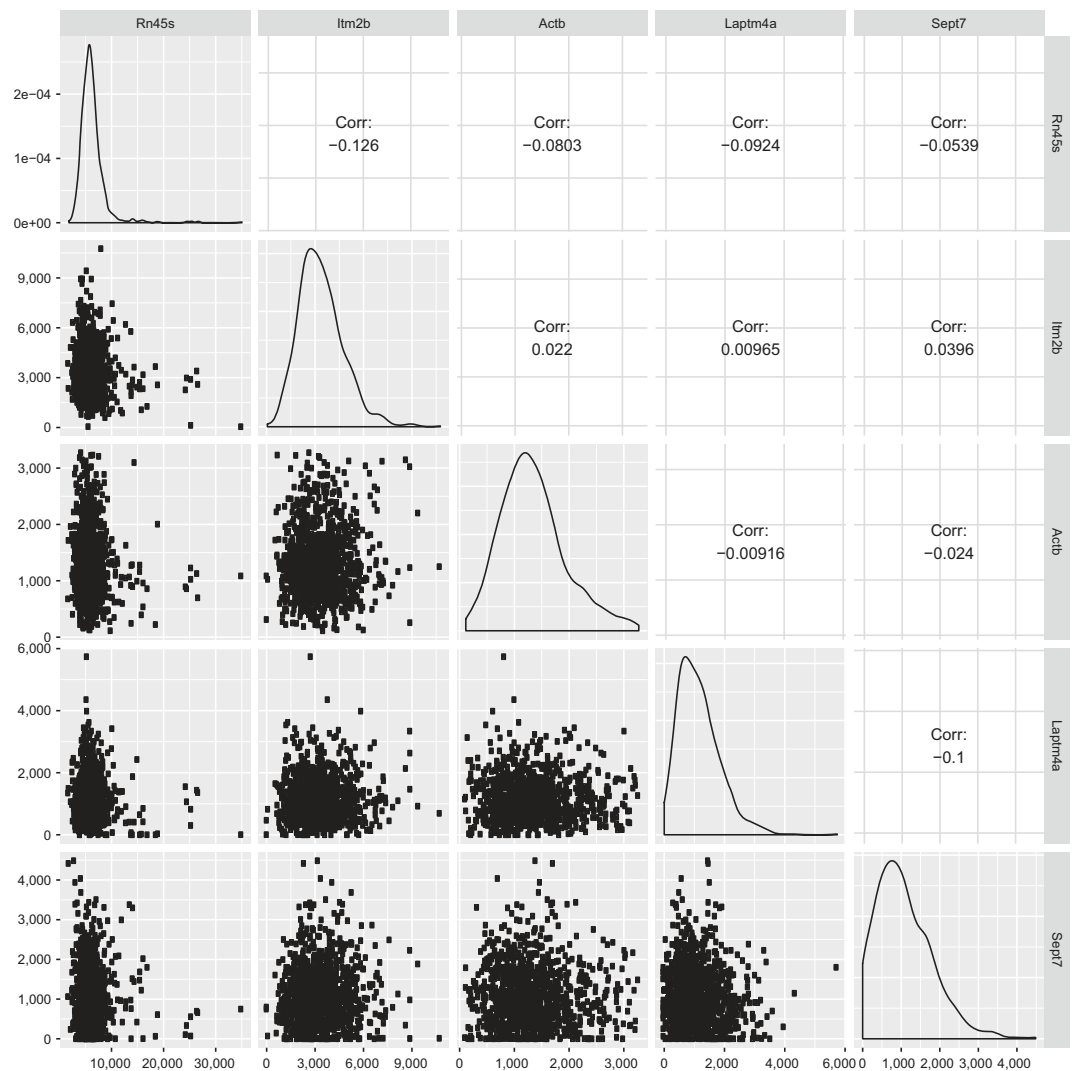 Rn45s Itm2b Actb Laptm4a Sept7
2e−04
1e−04
0e+00
Corr:
−0.126
Corr:
−0.0803
Corr:
−0.0924
Corr:
−0.0539
Rn45s
9,000
6,000
3,000
0
Corr:
0.022
Corr:
0.00965
Corr:
0.0396
Itm2b
3,000
2,000
1,000
0
Corr:
−0.00916
Corr:
−0.024
Actb
6,000
4,000
2,000
0
Corr:
−0.1
Laptm4a
4,000
3,000
2,000
1,000
0
Sept7
10,000 20,000 30,000
0 3,000 6,000 9,000
0 1,000 2,000 3,000
0 2,000 4,000 6,000
0 1,000 2,000 3,000 4,000